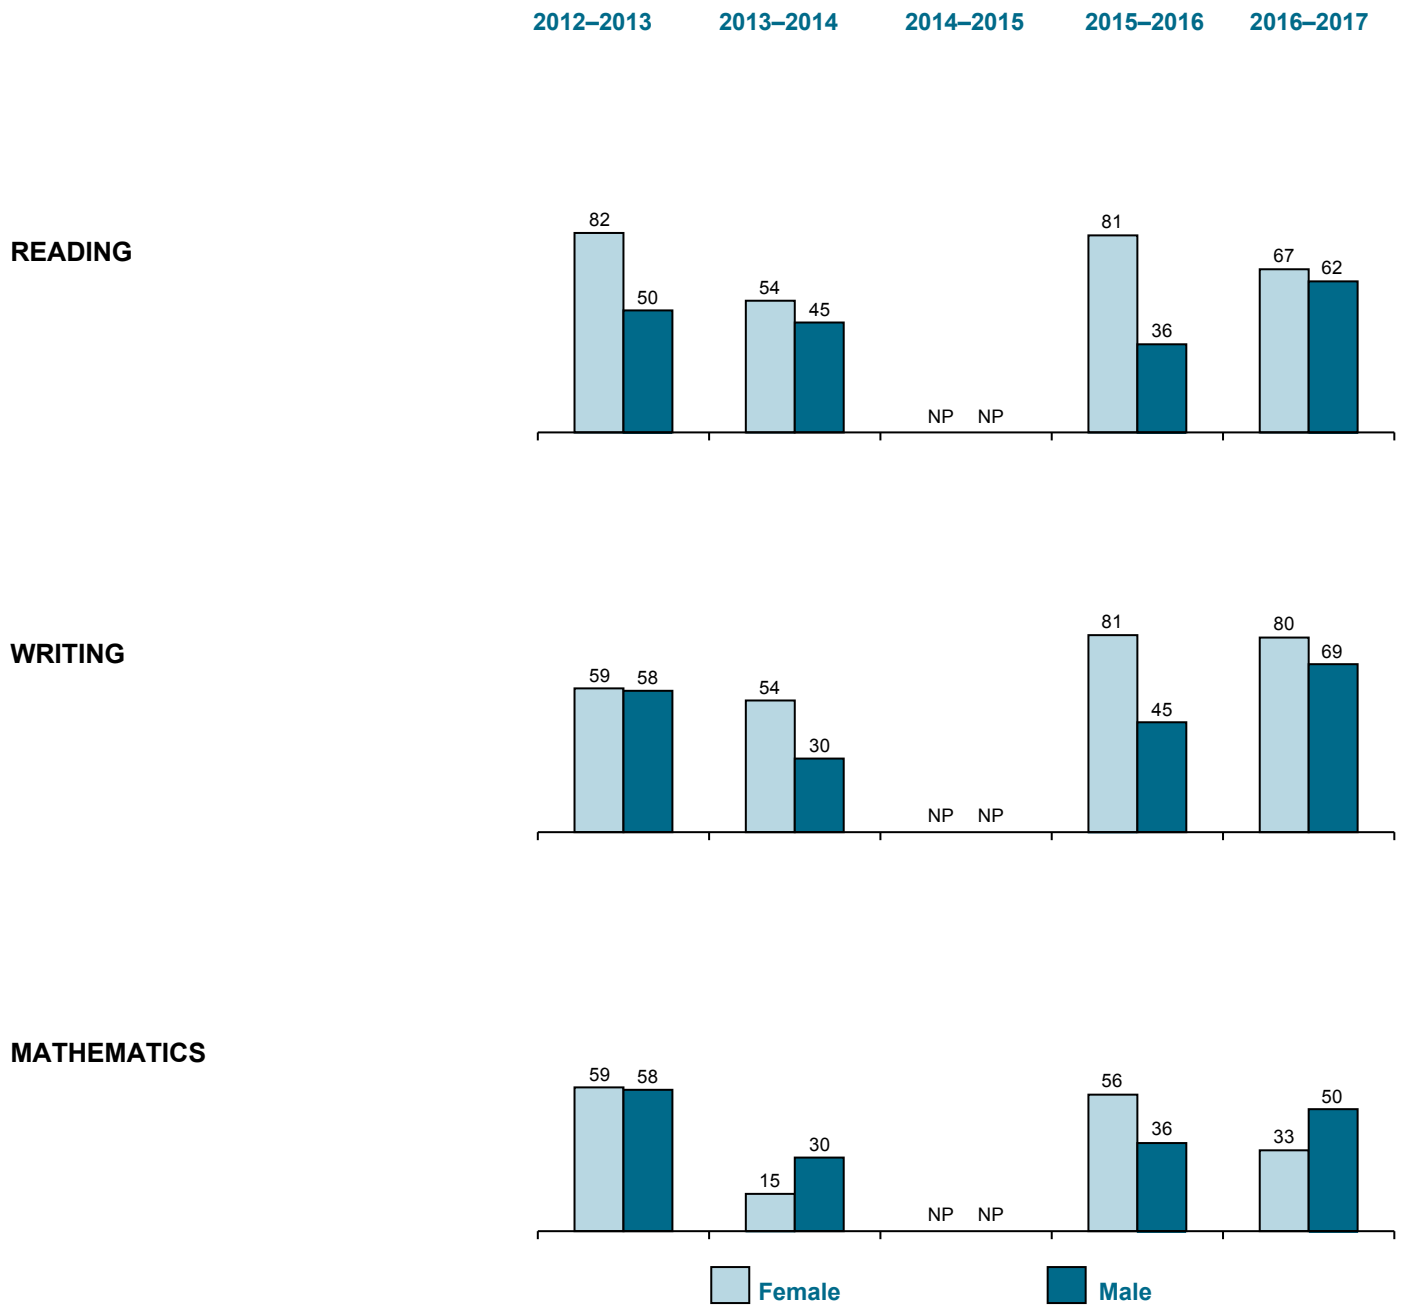 2012–2013 2013–2014 2014–2015 2015–2016 2016–2017
READING
82 50 54 45 NP NP 81 36 67 62
WRITING
59 58 54 30 NP NP 81 45 80 69
MATHEMATICS
59 58 15 30 NP NP 56 36 33 50
Female Male